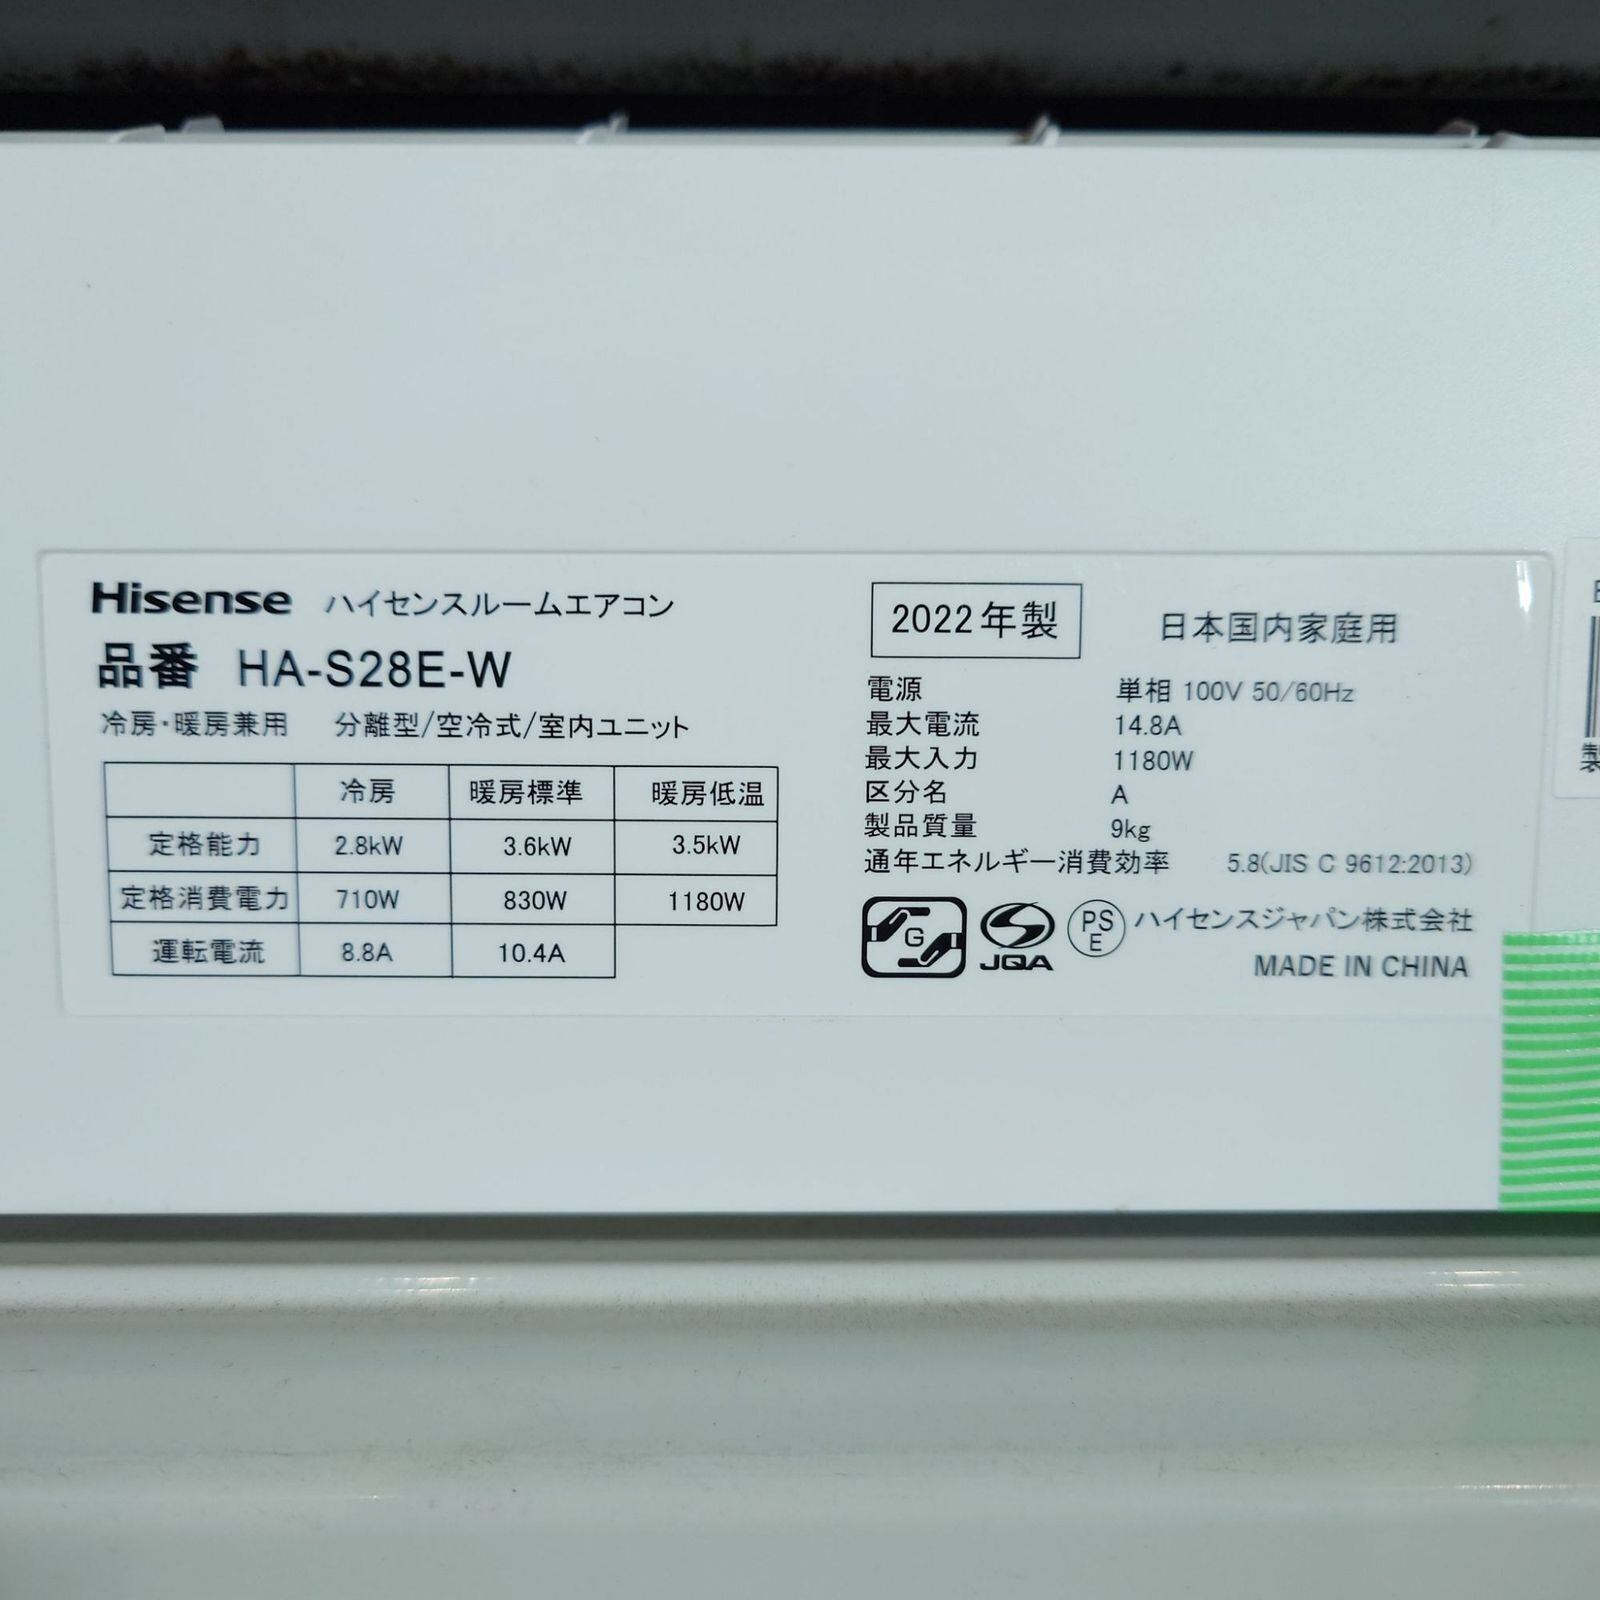 Hisense ハイセンスルームエアコン
品番 HA-S28E-W
冷房・暖房兼用 分離型/空冷式/室内ユニット
冷房 暖房標準 暖房低温
定格能力 2.8kW 3.6kW 3.5kW
定格消費電力 710W 830W 1180W
運転電流 8.8A 10.4A
2022年製 日本国内家庭用
電源 単相 100V 50/60Hz
最大電流 14.8A
最大入力 1180W
区分名 A
製品質量 9kg
通年エネルギー消費効率 5.8(JIS C 9612:2013)
G JQA PS E ハイセンスジャパン株式会社
MADE IN CHINA
製